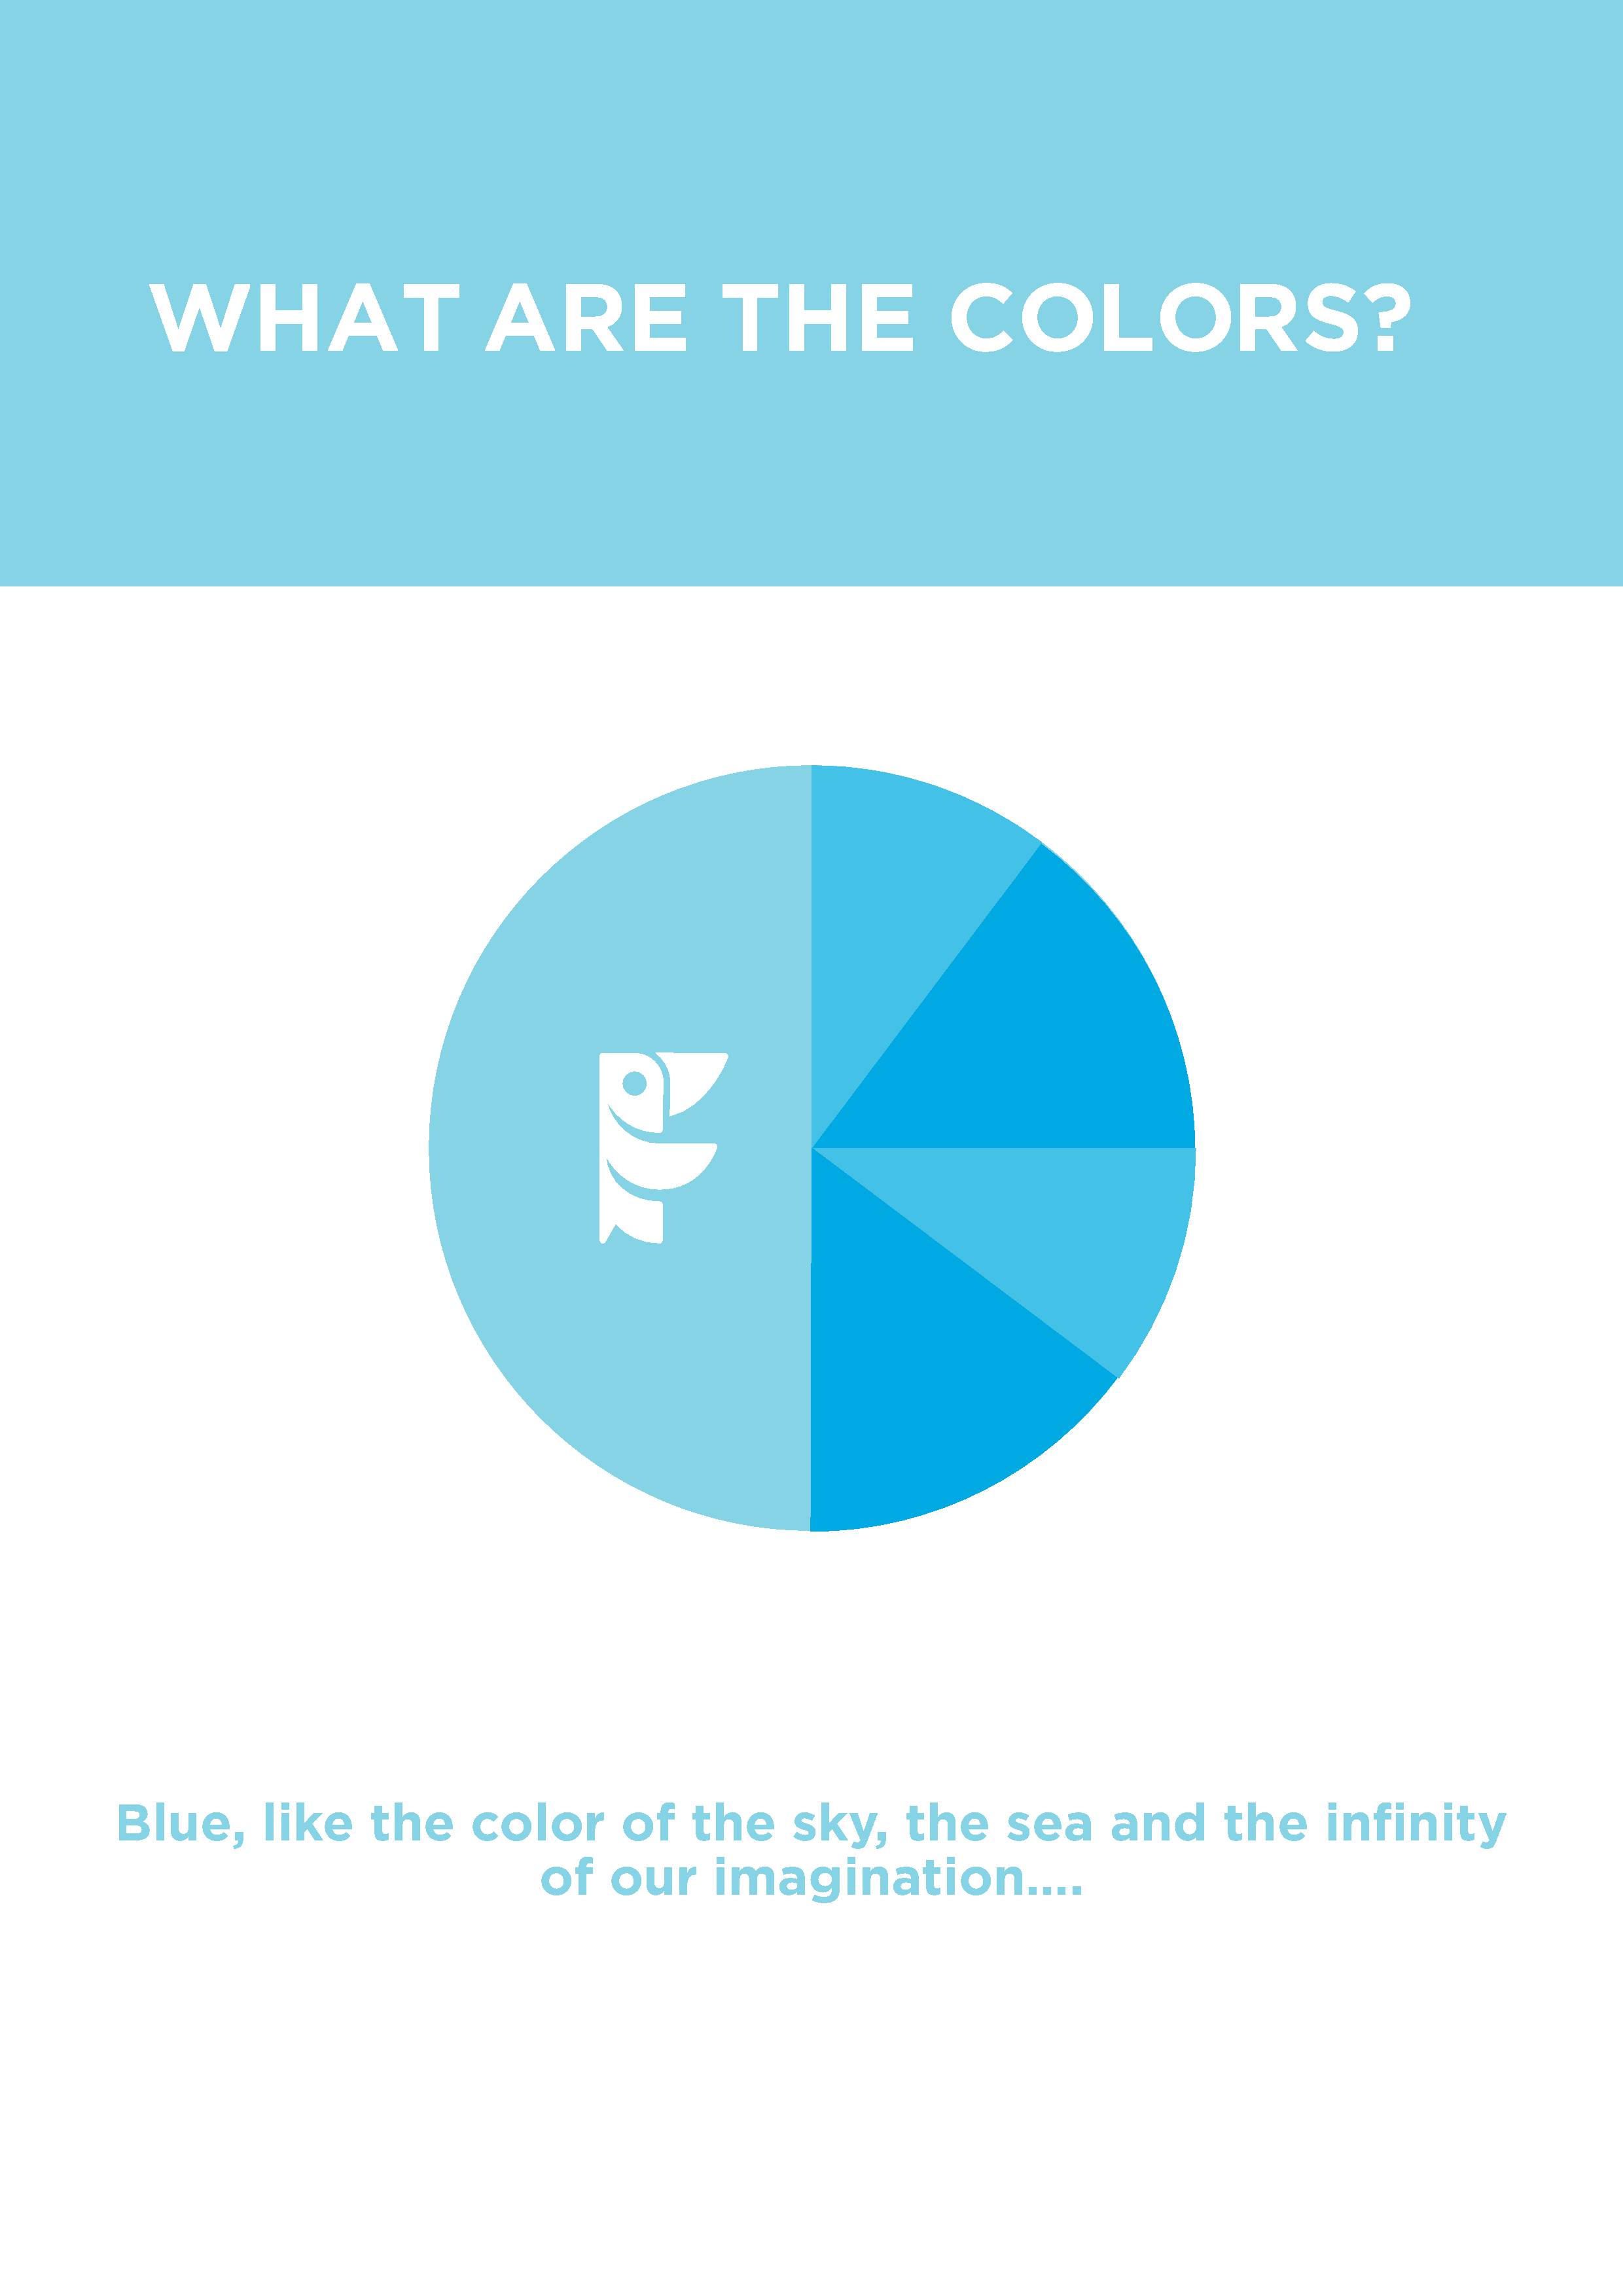 WHAT ARE THE COLORS?
Blue, like the color of the sky, the sea and the infinity
of our imagination....